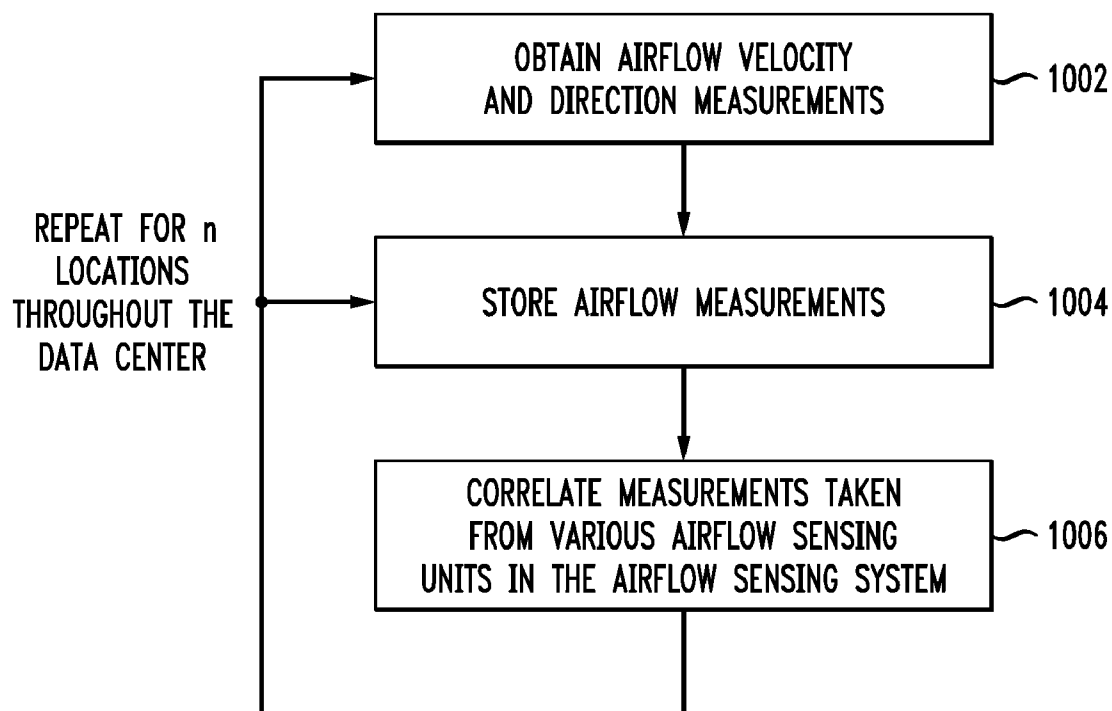 OBTAIN AIRFLOW VELOCITY
AND DIRECTION MEASUREMENTS
1002
REPEAT FOR n
LOCATIONS
THROUGHOUT THE
DATA CENTER
STORE AIRFLOW MEASUREMENTS
1004
CORRELATE MEASUREMENTS TAKEN
FROM VARIOUS AIRFLOW SENSING
UNITS IN THE AIRFLOW SENSING SYSTEM
1006